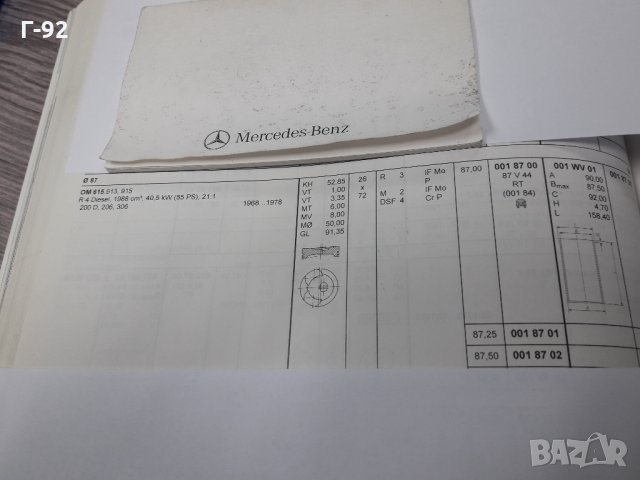 Г-92
Mercedes-Benz
Ø 87
OM 615.913, 915
R 4 Diesel, 1988 cm³, 40,5 kW (55 PS), 21:1
200 D, 206, 306 1968...1978
KH 52,85
VT 1,00
VT 3,35
MT 6,00
MV 8,00
MØ 50,00
GL 91,35
26
x
72
R 3
M 2
DSF 4
IF Mo
P
IF Mo
Cr P
87,00
001 87 00
87 V 44
RT
(001 84)
001 WV 01
A 90,00
Bmax 87,50
C 92,00
H 4,70
L 158,40
87,25 001 87 01
87,50 001 87 02
BAZAR